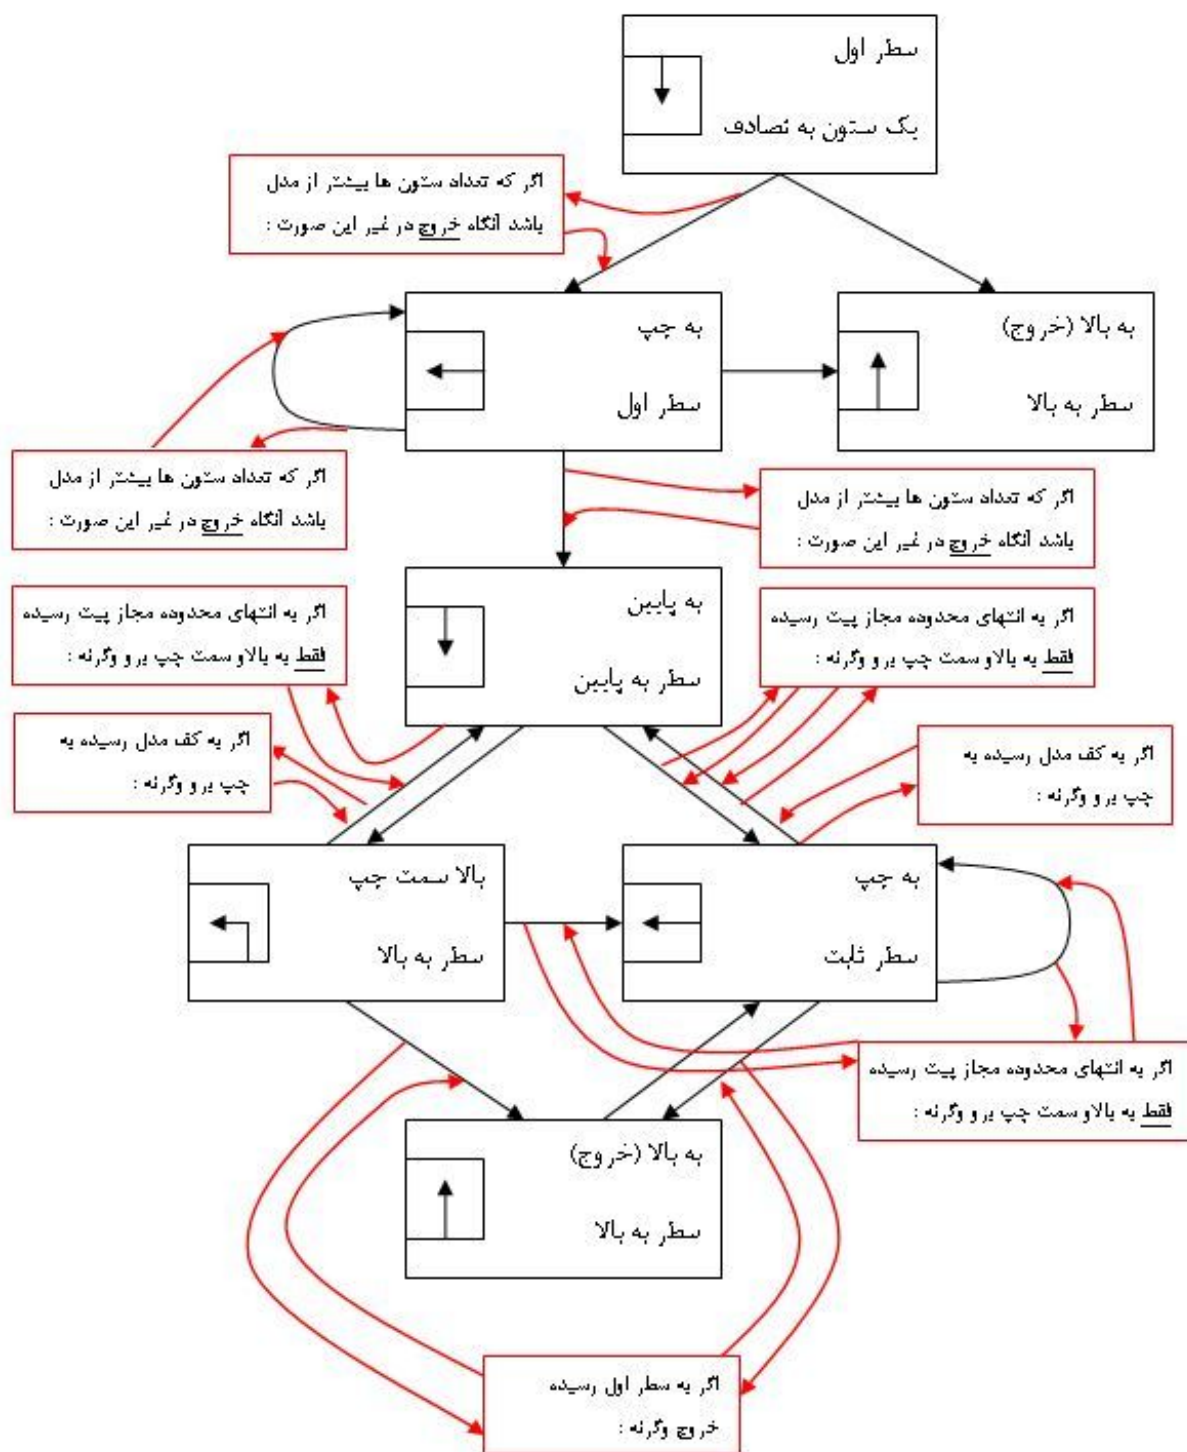 سطر اول
یک ستون به تصادف
اگر که تعداد ستون ها بیشتر از مدل
باشد آنگاه خروج در غیر این صورت :
به چپ
سطر اول
به بالا (خروج)
سطر به بالا
اگر که تعداد ستون ها بیشتر از مدل
باشد آنگاه خروج در غیر این صورت :
اگر که تعداد ستون ها بیشتر از مدل
باشد آنگاه خروج در غیر این صورت :
به پایین
سطر به پایین
اگر به انتهای محدوده مجاز پیت رسیده
فقط به بالاو سمت چپ برو وگرنه :
اگر به انتهای محدوده مجاز پیت رسیده
فقط به بالاو سمت چپ برو وگرنه :
اگر به کف مدل رسیده به
چپ برو وگرنه :
اگر به کف مدل رسیده به
چپ برو وگرنه :
بالا سمت چپ
سطر به بالا
به چپ
سطر ثابت
اگر به انتهای محدوده مجاز پیت رسیده
فقط به بالاو سمت چپ برو وگرنه :
به بالا (خروج)
سطر به بالا
اگر به سطر اول رسیده
خروج وگرنه :